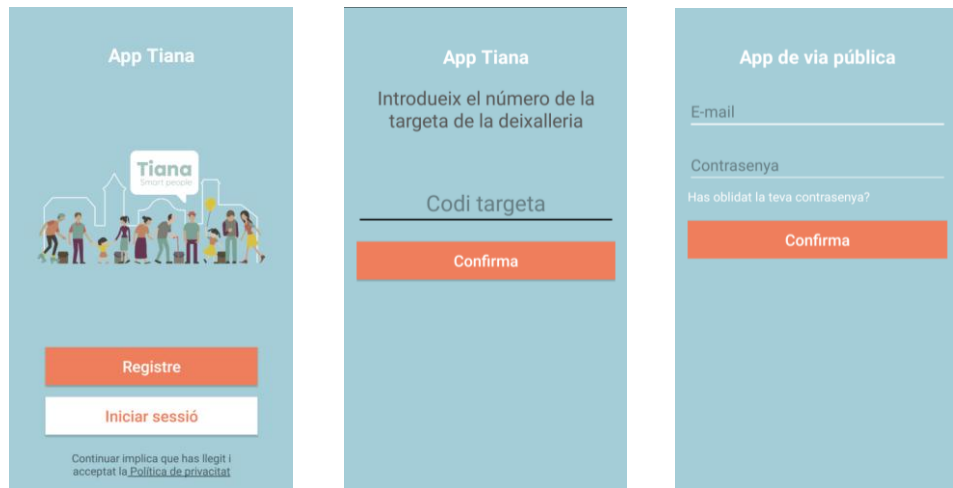 App Tiana
Tiana
Smart people
Registre
Iniciar sessió
Continuar implica que has llegit i
acceptat la Política de privacitat
App Tiana
Introdueix el número de la
targeta de la deixalleria
Codi targeta
Confirma
App de via pública
E-mail
Contrasenya
Has oblidat la teva contrasenya?
Confirma